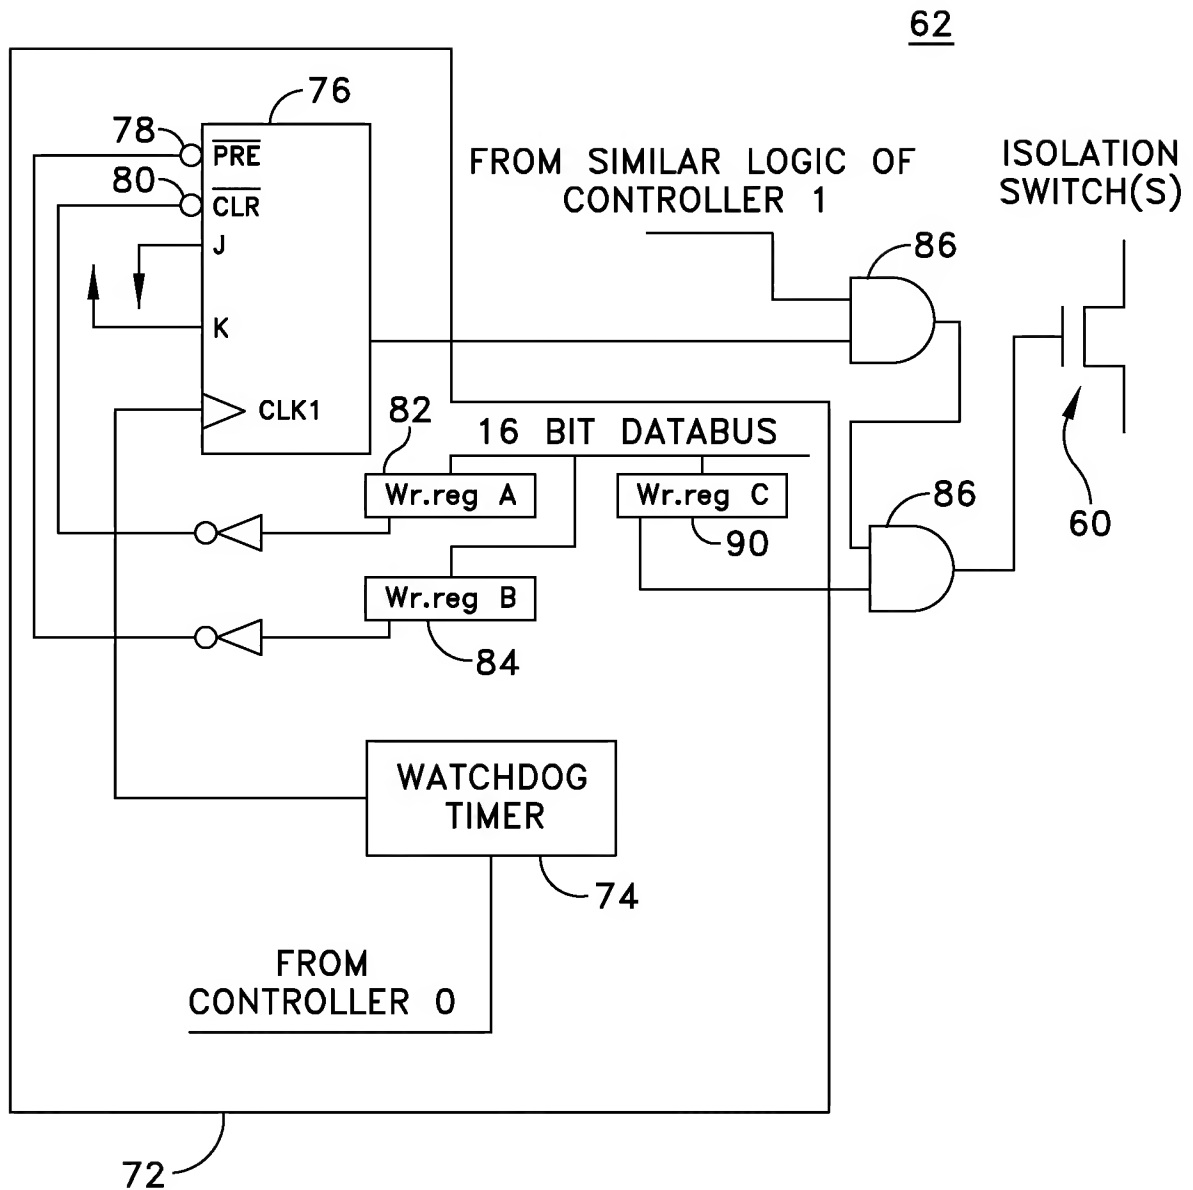 62
76
78
PRE
80
CLR
J
K
CLK1
FROM SIMILAR LOGIC OF
CONTROLLER 1
ISOLATION
SWITCH(S)
86
82
16 BIT DATABUS
Wr.reg A
Wr.reg C
90
86
60
Wr.reg B
84
WATCHDOG
TIMER
74
FROM
CONTROLLER 0
72